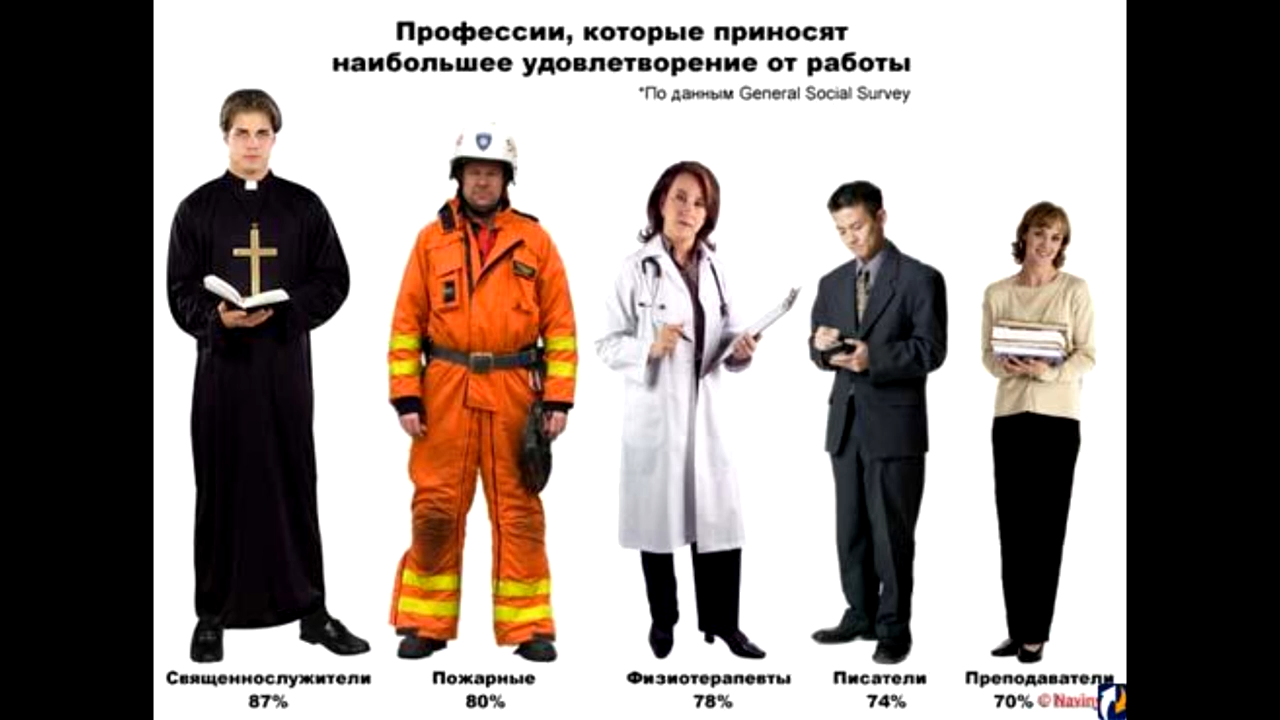 Профессии, которые приносят
наибольшее удовлетворение от работы
*По данным General Social Survey
Священнослужители Пожарные Физиотерапевты Писатели Преподаватели
87% 80% 78% 74% 70% ©